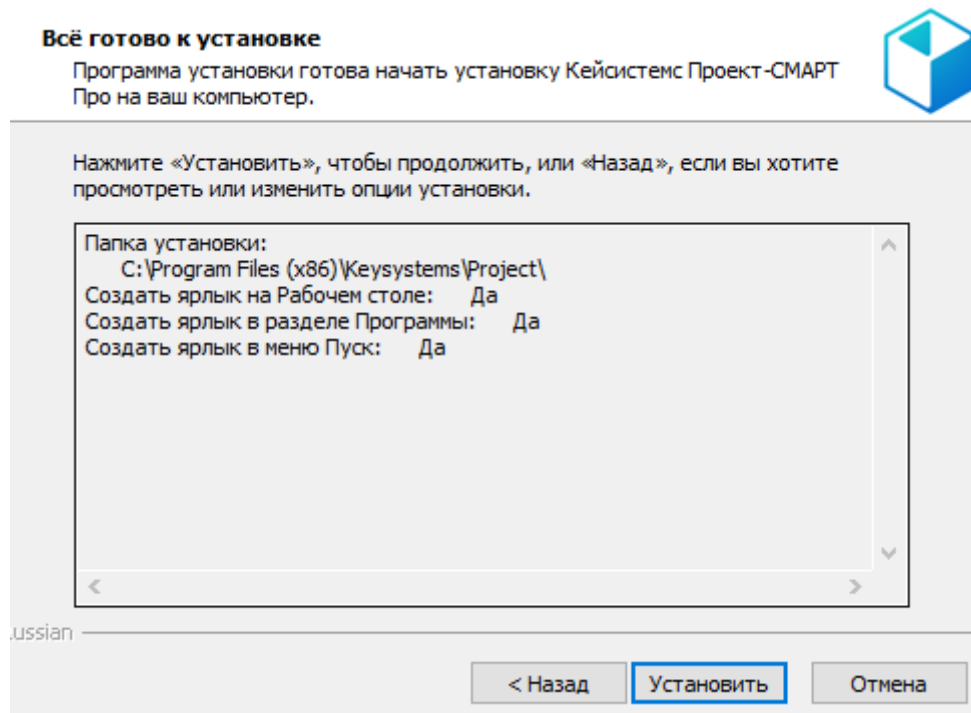 Всё готово к установке
Программа установки готова начать установку Кейсистемс Проект-СМАРТ
Про на ваш компьютер.
Нажмите «Установить», чтобы продолжить, или «Назад», если вы хотите
просмотреть или изменить опции установки.
Папка установки:
C:\Program Files (x86)\Keysystems\Project\
Создать ярлык на Рабочем столе: Да
Создать ярлык в разделе Программы: Да
Создать ярлык в меню Пуск: Да
ussian
< Назад Установить Отмена